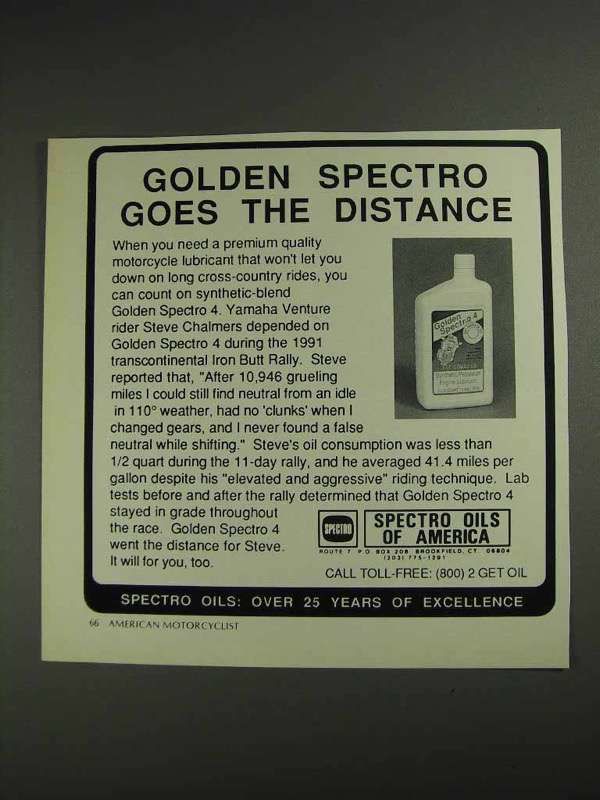 GOLDEN SPECTRO
GOES THE DISTANCE
When you need a premium quality
motorcycle lubricant that won't let you
down on long cross-country rides, you
can count on synthetic-blend
Golden Spectro 4. Yamaha Venture
rider Steve Chalmers depended on
Golden Spectro 4 during the 1991
transcontinental Iron Butt Rally. Steve
reported that, "After 10,946 grueling
miles I could still find neutral from an idle
in 110° weather, had no 'clunks' when I
changed gears, and I never found a false
neutral while shifting." Steve's oil consumption was less than
1/2 quart during the 11-day rally, and he averaged 41.4 miles per
gallon despite his "elevated and aggressive" riding technique. Lab
tests before and after the rally determined that Golden Spectro 4
stayed in grade throughout
the race. Golden Spectro 4
went the distance for Steve.
It will for you, too.
Golden
Spectro 4
Synthetic/Petroleum
Engine Lubricant
SPECTRO
SPECTRO OILS
OF AMERICA
ROUTE 7 P.O. BOX 208 BROOKFIELD, CT 06804
(203) 775-1291
CALL TOLL-FREE: (800) 2 GET OIL
SPECTRO OILS: OVER 25 YEARS OF EXCELLENCE
66 AMERICAN MOTORCYCLIST